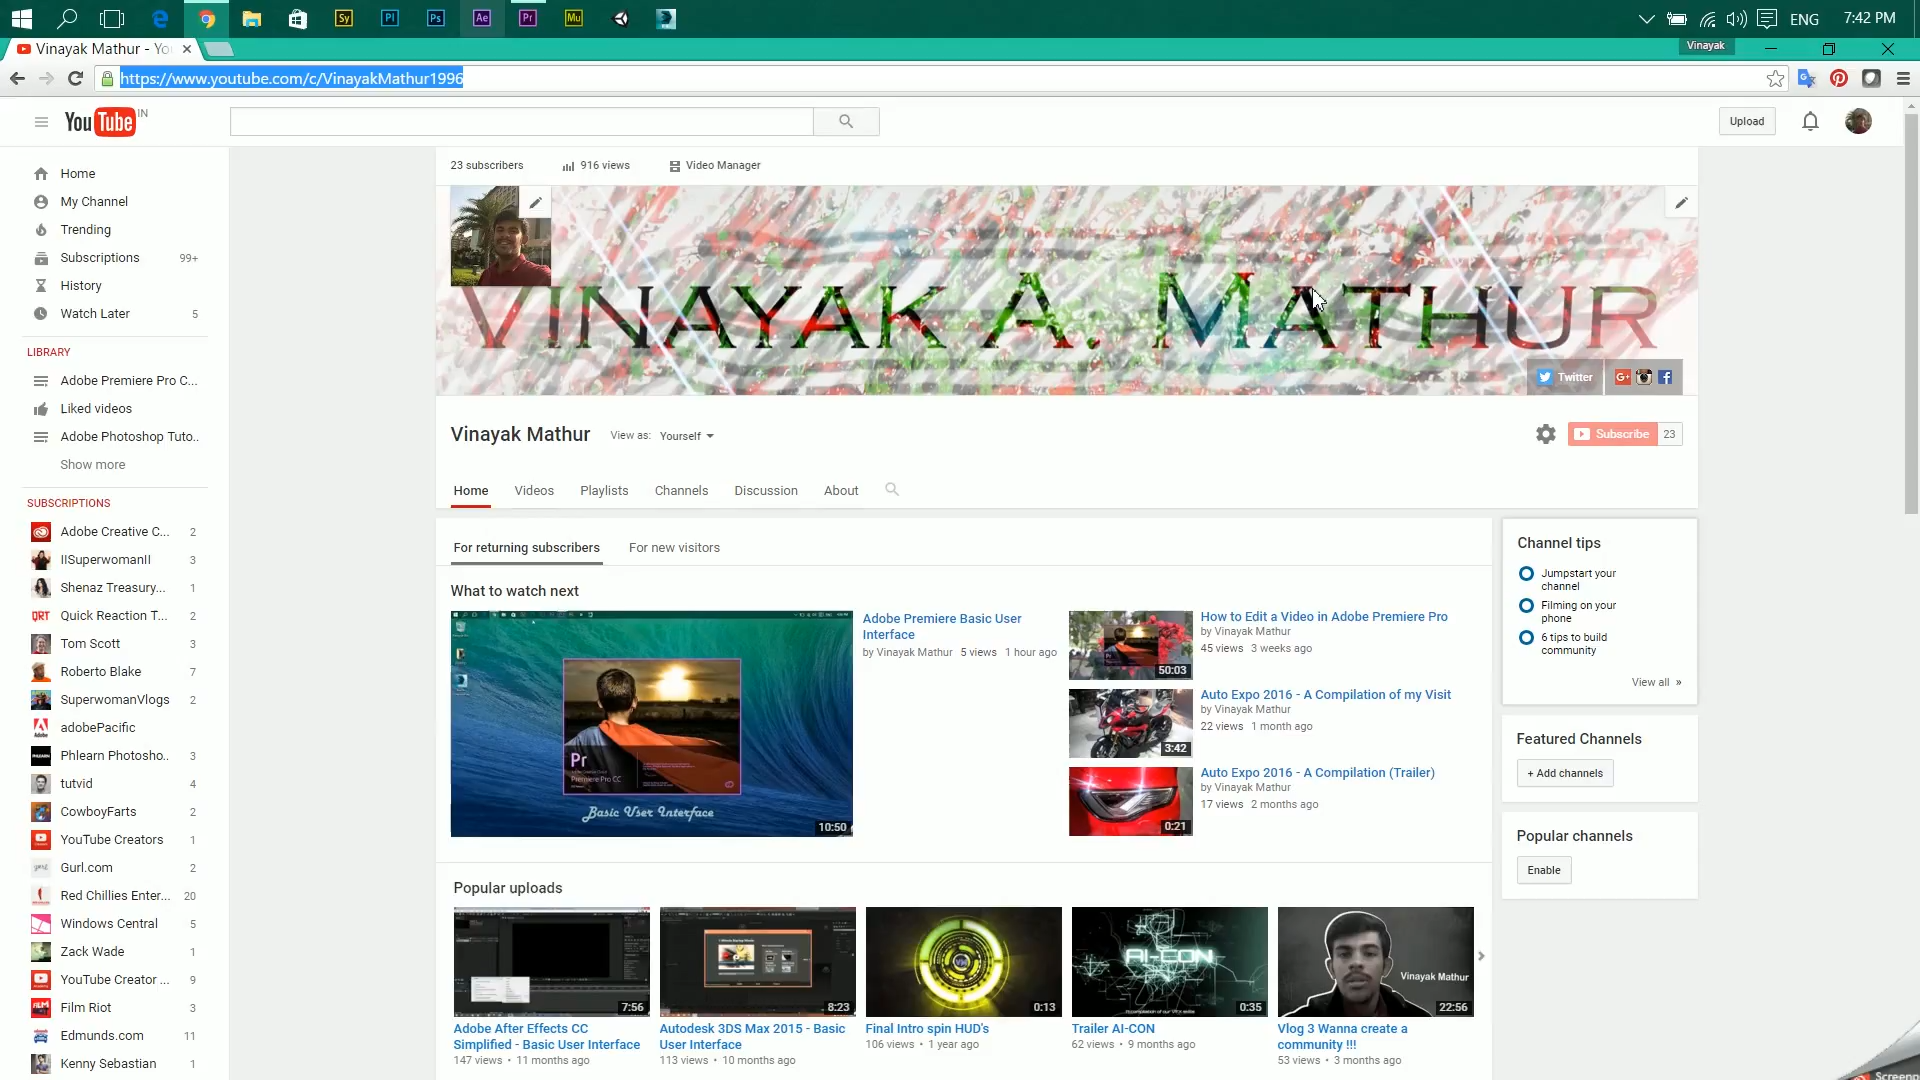 Sy
Pl
Ps
Ae
Pr
Mu
ENG
7:42 PM
Vinayak Mathur - Yo
Vinayak
https://www.youtube.com/c/VinayakMathur1996
YouTube IN
Upload
Home
My Channel
Trending
Subscriptions 99+
History
Watch Later 5
LIBRARY
Adobe Premiere Pro C...
Liked videos
Adobe Photoshop Tuto..
Show more
SUBSCRIPTIONS
Adobe Creative C... 2
IISuperwomanII 3
Shenaz Treasury... 1
QRT Quick Reaction T... 2
Tom Scott 3
Roberto Blake 7
SuperwomanVlogs 2
adobePacific
Phlearn Photosho.. 3
tutvid 4
CowboyFarts 2
YouTube Creators 1
Gurl.com 2
Red Chillies Enter... 20
Windows Central 5
Zack Wade 1
YouTube Creator ... 9
Film Riot 3
Edmunds.com 11
Kenny Sebastian 1
23 subscribers 916 views Video Manager
VINAYAK A. MATHUR
Twitter G+
Vinayak Mathur View as: Yourself
Subscribe 23
Home Videos Playlists Channels Discussion About
For returning subscribers For new visitors
What to watch next
Pr
Premiere Pro CC
Basic User Interface
10:50
Adobe Premiere Basic User
Interface
by Vinayak Mathur 5 views 1 hour ago
50:03
How to Edit a Video in Adobe Premiere Pro
by Vinayak Mathur
45 views 3 weeks ago
3:42
Auto Expo 2016 - A Compilation of my Visit
by Vinayak Mathur
22 views 1 month ago
0:21
Auto Expo 2016 - A Compilation (Trailer)
by Vinayak Mathur
17 views 2 months ago
Channel tips
Jumpstart your
channel
Filming on your
phone
6 tips to build
community
View all »
Featured Channels
+ Add channels
Popular channels
Enable
Popular uploads
7:56
Adobe After Effects CC
Simplified - Basic User Interface
147 views • 11 months ago
8:23
Autodesk 3DS Max 2015 - Basic
User Interface
113 views • 10 months ago
VM
0:13
Final Intro spin HUD's
106 views • 1 year ago
AI-CON
0:35
Trailer AI-CON
62 views • 9 months ago
Vinayak Mathur
22:56
Vlog 3 Wanna create a
community !!!
53 views • 3 months ago